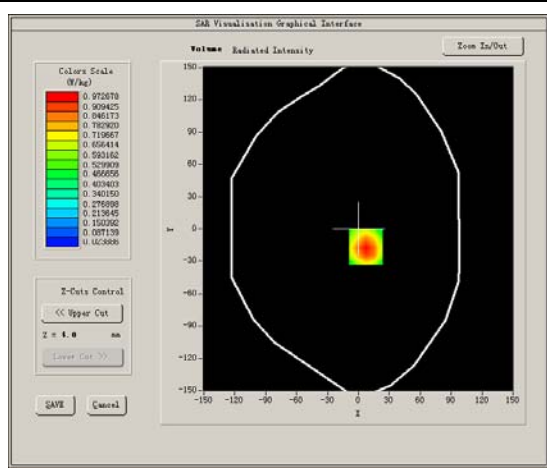 SAR Visualisation Graphical Interface
Volume Radiated Intensity
Zoom In/Out
Colors Scale
(W/kg)
0.972678
0.909425
0.846173
0.782920
0.719667
0.656414
0.593162
0.529909
0.466656
0.403403
0.340150
0.276898
0.213645
0.150392
0.087139
0.023886
150
120
90
60
30
0
-30
-60
-90
-120
-150
Y
-150 -120 -90 -60 -30 0 30 60 90 120 150
X
Z-Cuts Control
<< Upper Cut
Z = 4.0 mm
Lower Cut >>
SAVE
Cancel